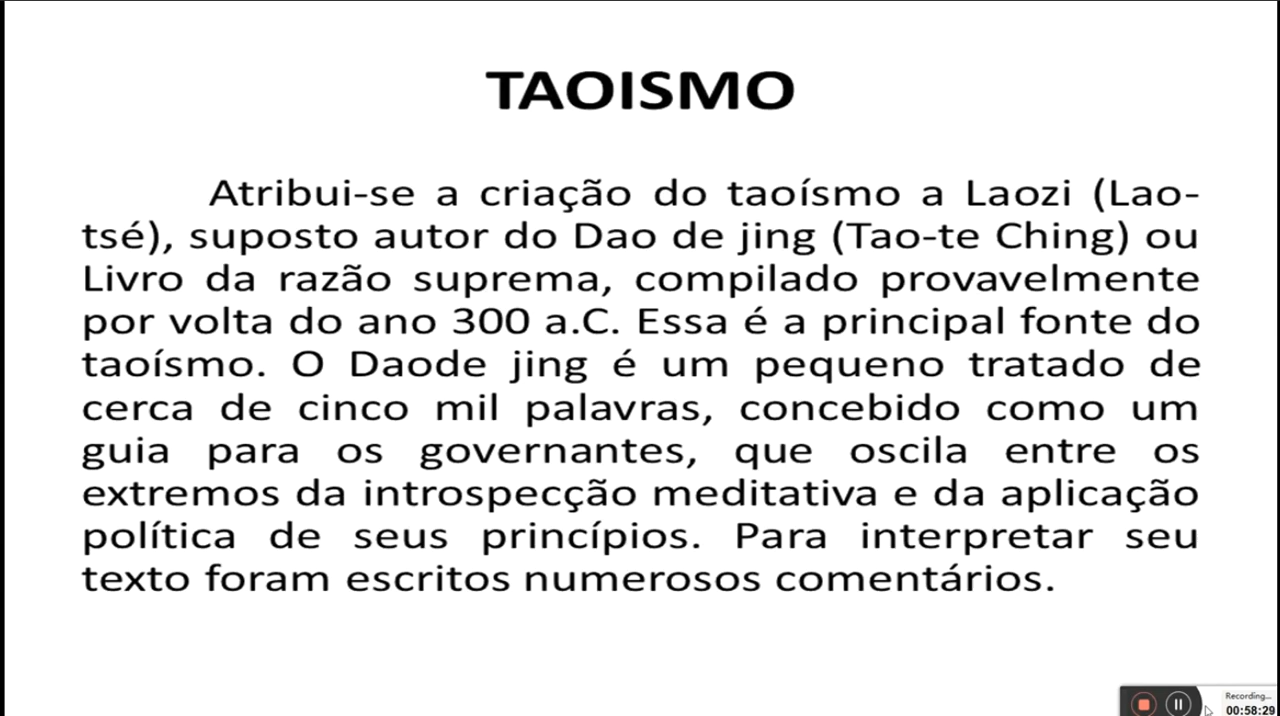 TAOISMO
Atribui-se a criação do taoísmo a Laozi (Lao-
tsé), suposto autor do Dao de jing (Tao-te Ching) ou
Livro da razão suprema, compilado provavelmente
por volta do ano 300 a.C. Essa é a principal fonte do
taoísmo. O Daode jing é um pequeno tratado de
cerca de cinco mil palavras, concebido como um
guia para os governantes, que oscila entre os
extremos da introspecção meditativa e da aplicação
política de seus princípios. Para interpretar seu
texto foram escritos numerosos comentários.
Recording...
00:58:29